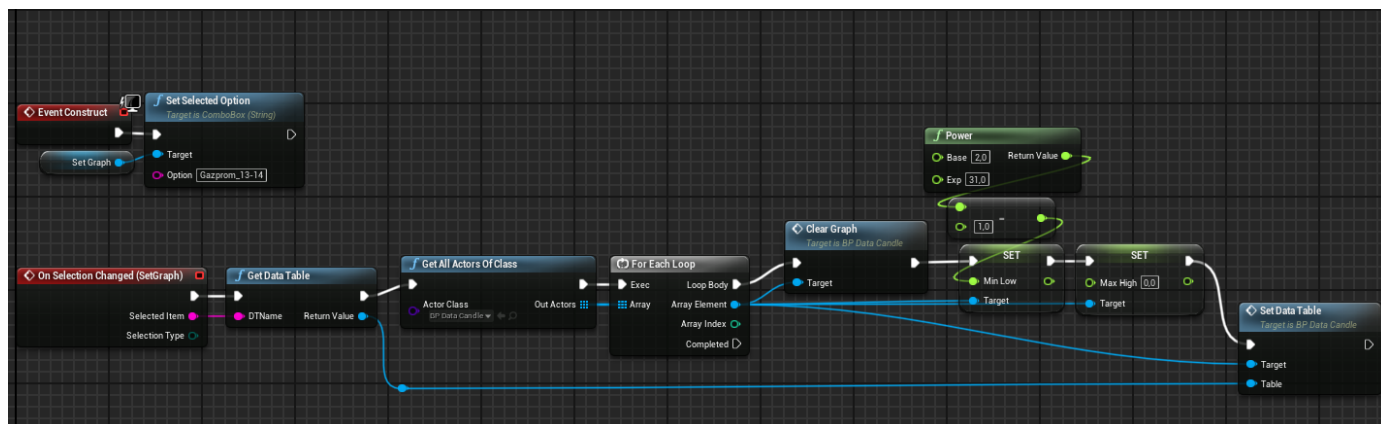 Event Construct
Set Graph
Set Selected Option
Target is ComboBox (String)
Target
Option Gazprom_13-14
On Selection Changed (SetGraph)
Selected Item
Selection Type
Get Data Table
DTName Return Value
Get All Actors Of Class
Actor Class
BP Data Candle
Out Actors
For Each Loop
Exec Loop Body
Array Array Element
Array Index
Completed
Clear Graph
Target is BP Data Candle
Target
Power
Base 2,0 Return Value
Exp 31,0
-
1,0
SET
Min Low
Target
SET
Max High 0,0
Target
Set Data Table
Target is BP Data Candle
Target
Table